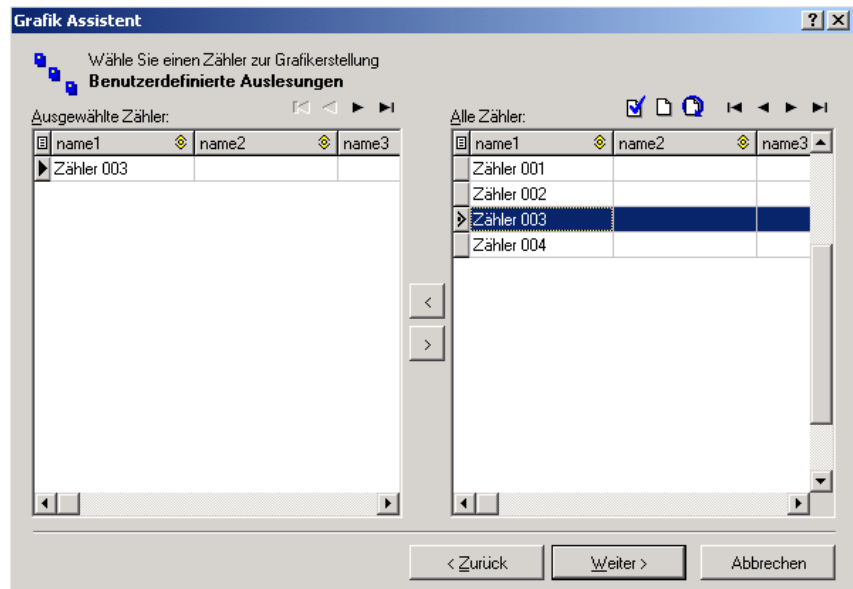 Grafik Assistent
Wähle Sie einen Zähler zur Grafikerstellung
Benutzerdefinierte Auslesungen
Ausgewählte Zähler:
name1 name2 name3
Zähler 003
Alle Zähler:
name1 name2 name3
Zähler 001
Zähler 002
Zähler 003
Zähler 004
<
>
< Zurück
Weiter >
Abbrechen